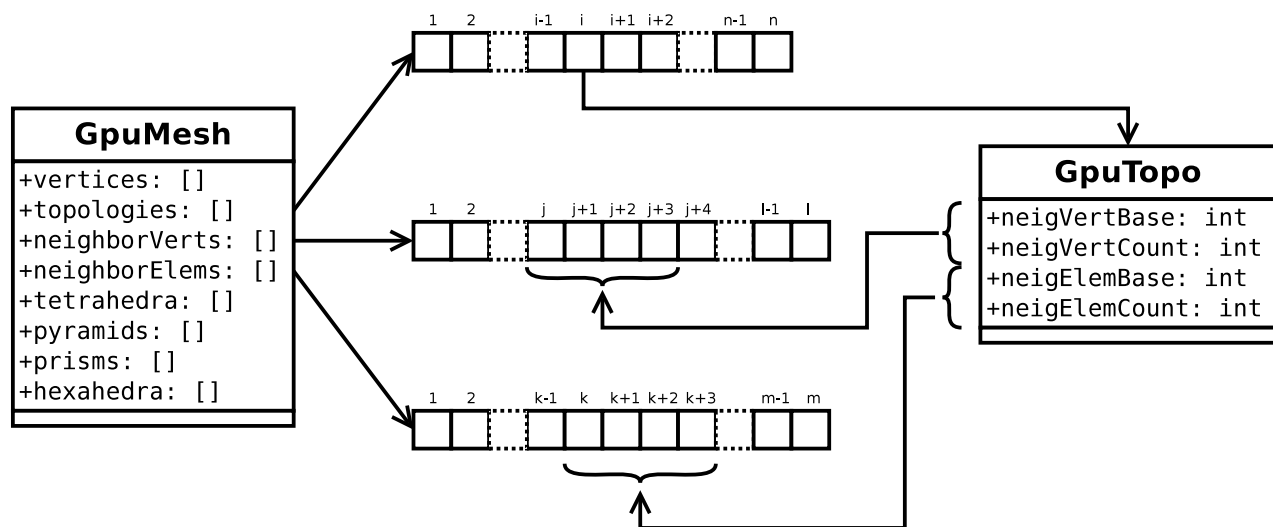 1 2 i-1 i i+1 i+2 n-1 n
GpuMesh
+vertices: []
+topologies: []
+neighborVerts: []
+neighborElems: []
+tetrahedra: []
+pyramids: []
+prisms: []
+hexahedra: []
1 2 j j+1 j+2 j+3 j+4 l-1 l
1 2 k-1 k k+1 k+2 k+3 m-1 m
GpuTopo
+neigVertBase: int
+neigVertCount: int
+neigElemBase: int
+neigElemCount: int